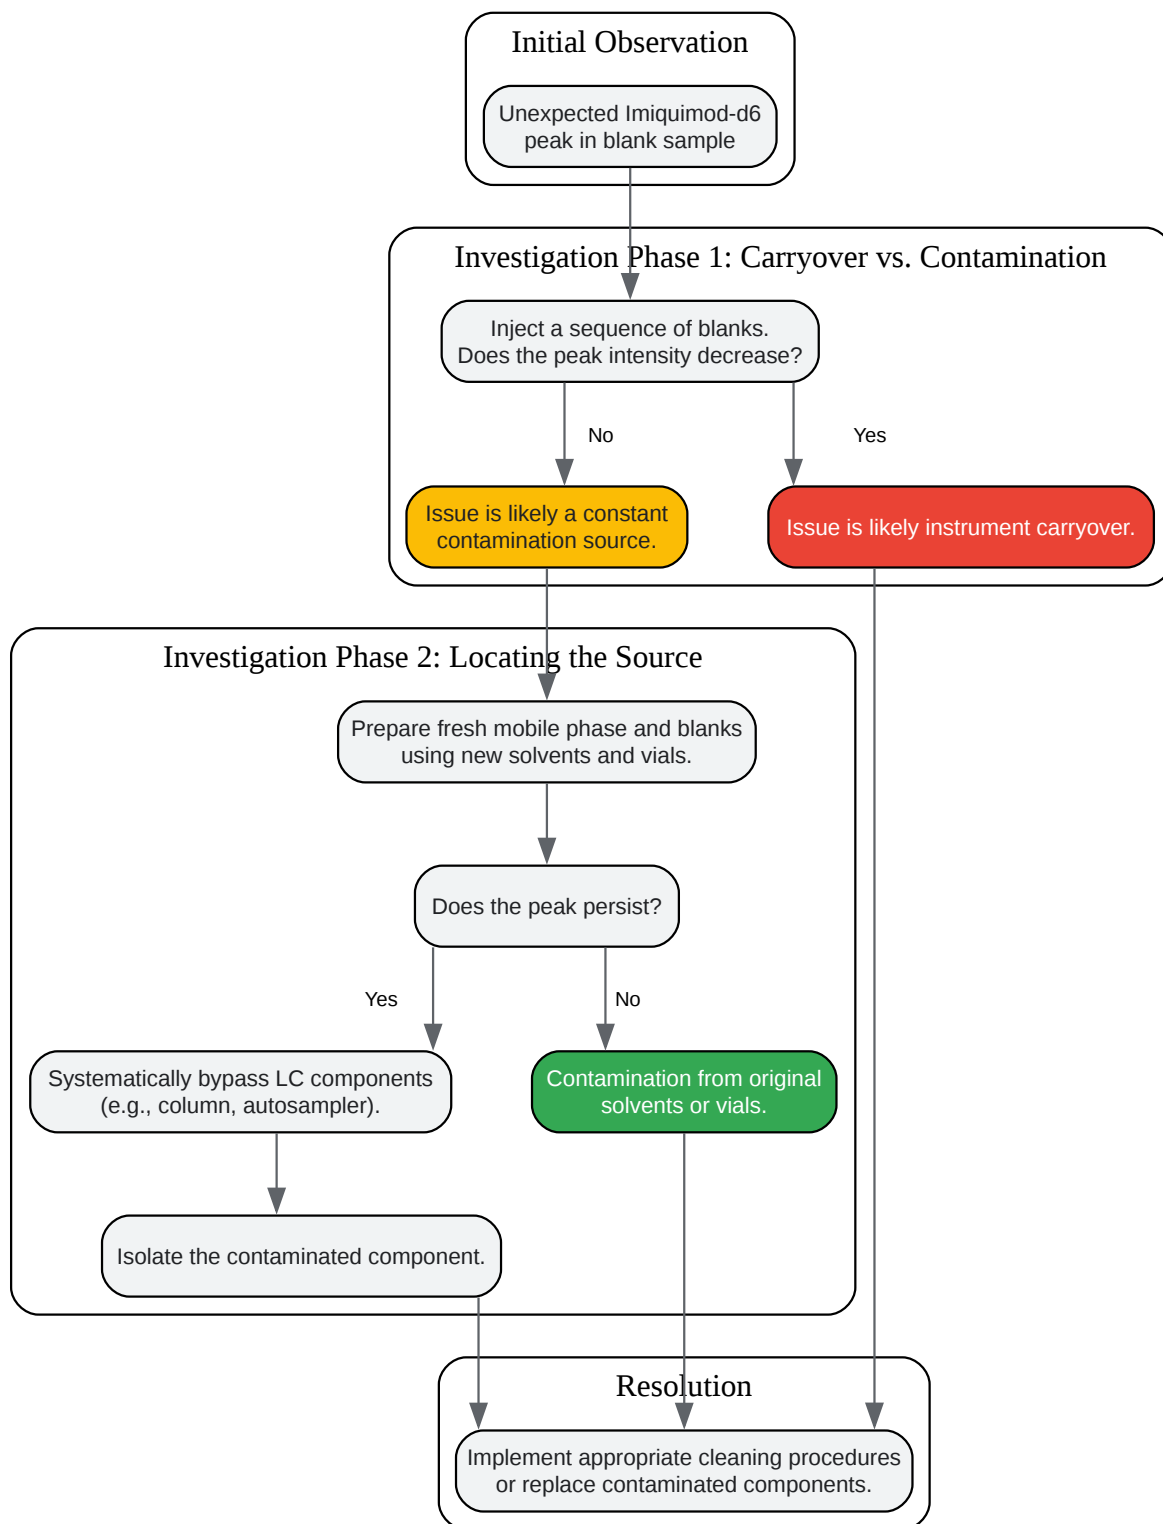 Initial Observation
Unexpected Imiquimod-d6
peak in blank sample
Investigation Phase 1: Carryover vs. Contamination
Inject a sequence of blanks.
Does the peak intensity decrease?
No
Yes
Issue is likely a constant
contamination source.
Issue is likely instrument carryover.
Investigation Phase 2: Locating the Source
Prepare fresh mobile phase and blanks
using new solvents and vials.
Does the peak persist?
Yes
No
Systematically bypass LC components
(e.g., column, autosampler).
Contamination from original
solvents or vials.
Isolate the contaminated component.
Resolution
Implement appropriate cleaning procedures
or replace contaminated components.